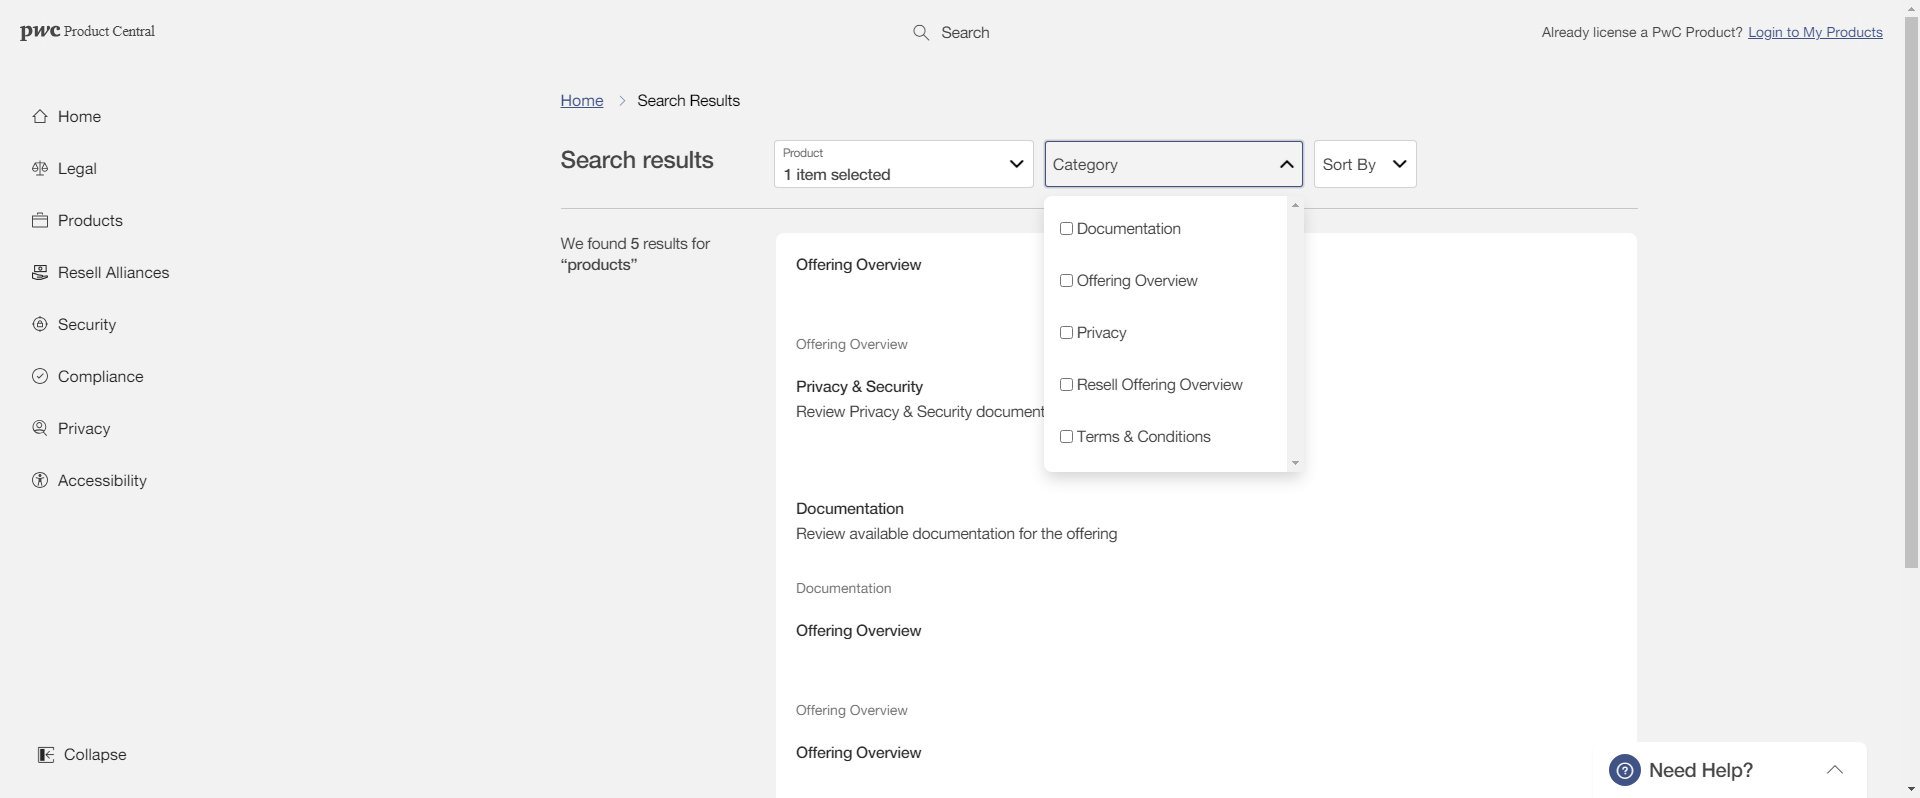 pwc Product Central
Search
Already license a PwC Product? Login to My Products
Home
Legal
Products
Resell Alliances
Security
Compliance
Privacy
Accessibility
Collapse
Home > Search Results
Search results
Product
1 item selected
Category
Sort By
Documentation
Offering Overview
Privacy
Resell Offering Overview
Terms & Conditions
We found 5 results for
“products”
Offering Overview
Offering Overview
Privacy & Security
Review Privacy & Security document
Documentation
Review available documentation for the offering
Documentation
Offering Overview
Offering Overview
Offering Overview
Need Help?